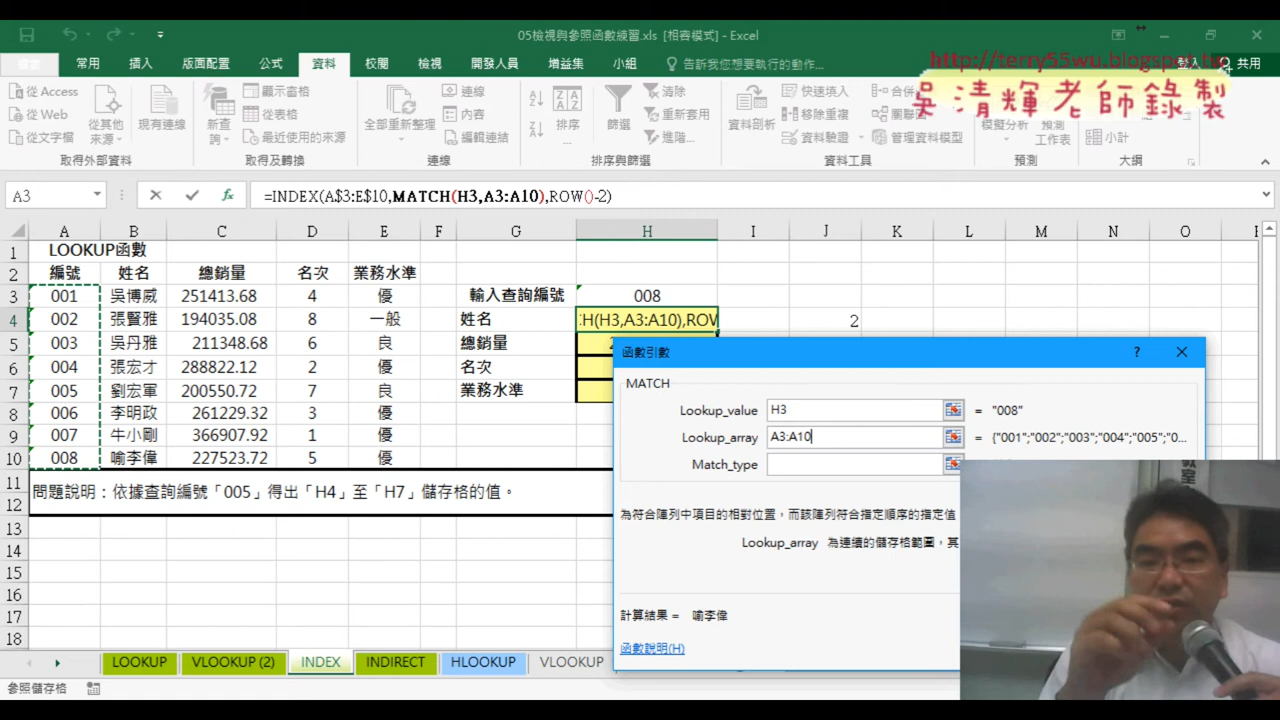 05檢視與參照函數練習.xls [相容模式] - Excel
http://terry55wu.blogspot.tw
吳清輝老師錄製
常用 插入 版面配置 公式 資料 校閱 檢視 開發人員 增益集 小組 告訴我您想要執行的動作... 登入 共用
從 Access 從 Web 從文字檔 從其他來源 現有連線 新查詢 顯示窗格 從表格 最近使用的來源 全部重新整理 連線 內容 編輯連結 排序 篩選 清除 重新套用 進階... 資料剖析 快速填入 移除重複 資料驗證 管理資料模型 模擬分析 預測工作表 小計
取得外部資料 取得及轉換 連線 排序與篩選 資料工具 預測 大綱
A3 =INDEX(A$3:E$10,MATCH(H3,A3:A10),ROW()-2)
A B C D E F G H I J K L M N O
1 LOOKUP函數
2 編號 姓名 總銷量 名次 業務水準
3 001 吳博威 251413.68 4 優 輸入查詢編號 008
4 002 張賢雅 194035.08 8 一般 姓名 :H(H3,A3:A10),ROW 2
5 003 吳丹雅 211348.68 6 良 總銷量
6 004 張宏才 288822.12 2 優 名次
7 005 劉宏軍 200550.72 7 良 業務水準
8 006 李明政 261229.32 3 優
9 007 牛小剛 366907.92 1 優
10 008 喻李偉 227523.72 5 優
11
問題說明：依據查詢編號「005」得出「H4」至「H7」儲存格的值。
12
13
14
15
16
17
18
函數引數 ?
MATCH
Lookup_value H3 = "008"
Lookup_array A3:A10 = {"001";"002";"003";"004";"005";"0...
Match_type
為符合陣列中項目的相對位置，而該陣列符合指定順序的指定值
Lookup_array 為連續的儲存格範圍，其
計算結果 = 喻李偉
函數說明(H)
LOOKUP VLOOKUP (2) INDEX INDIRECT HLOOKUP VLOOKUP
參照儲存格